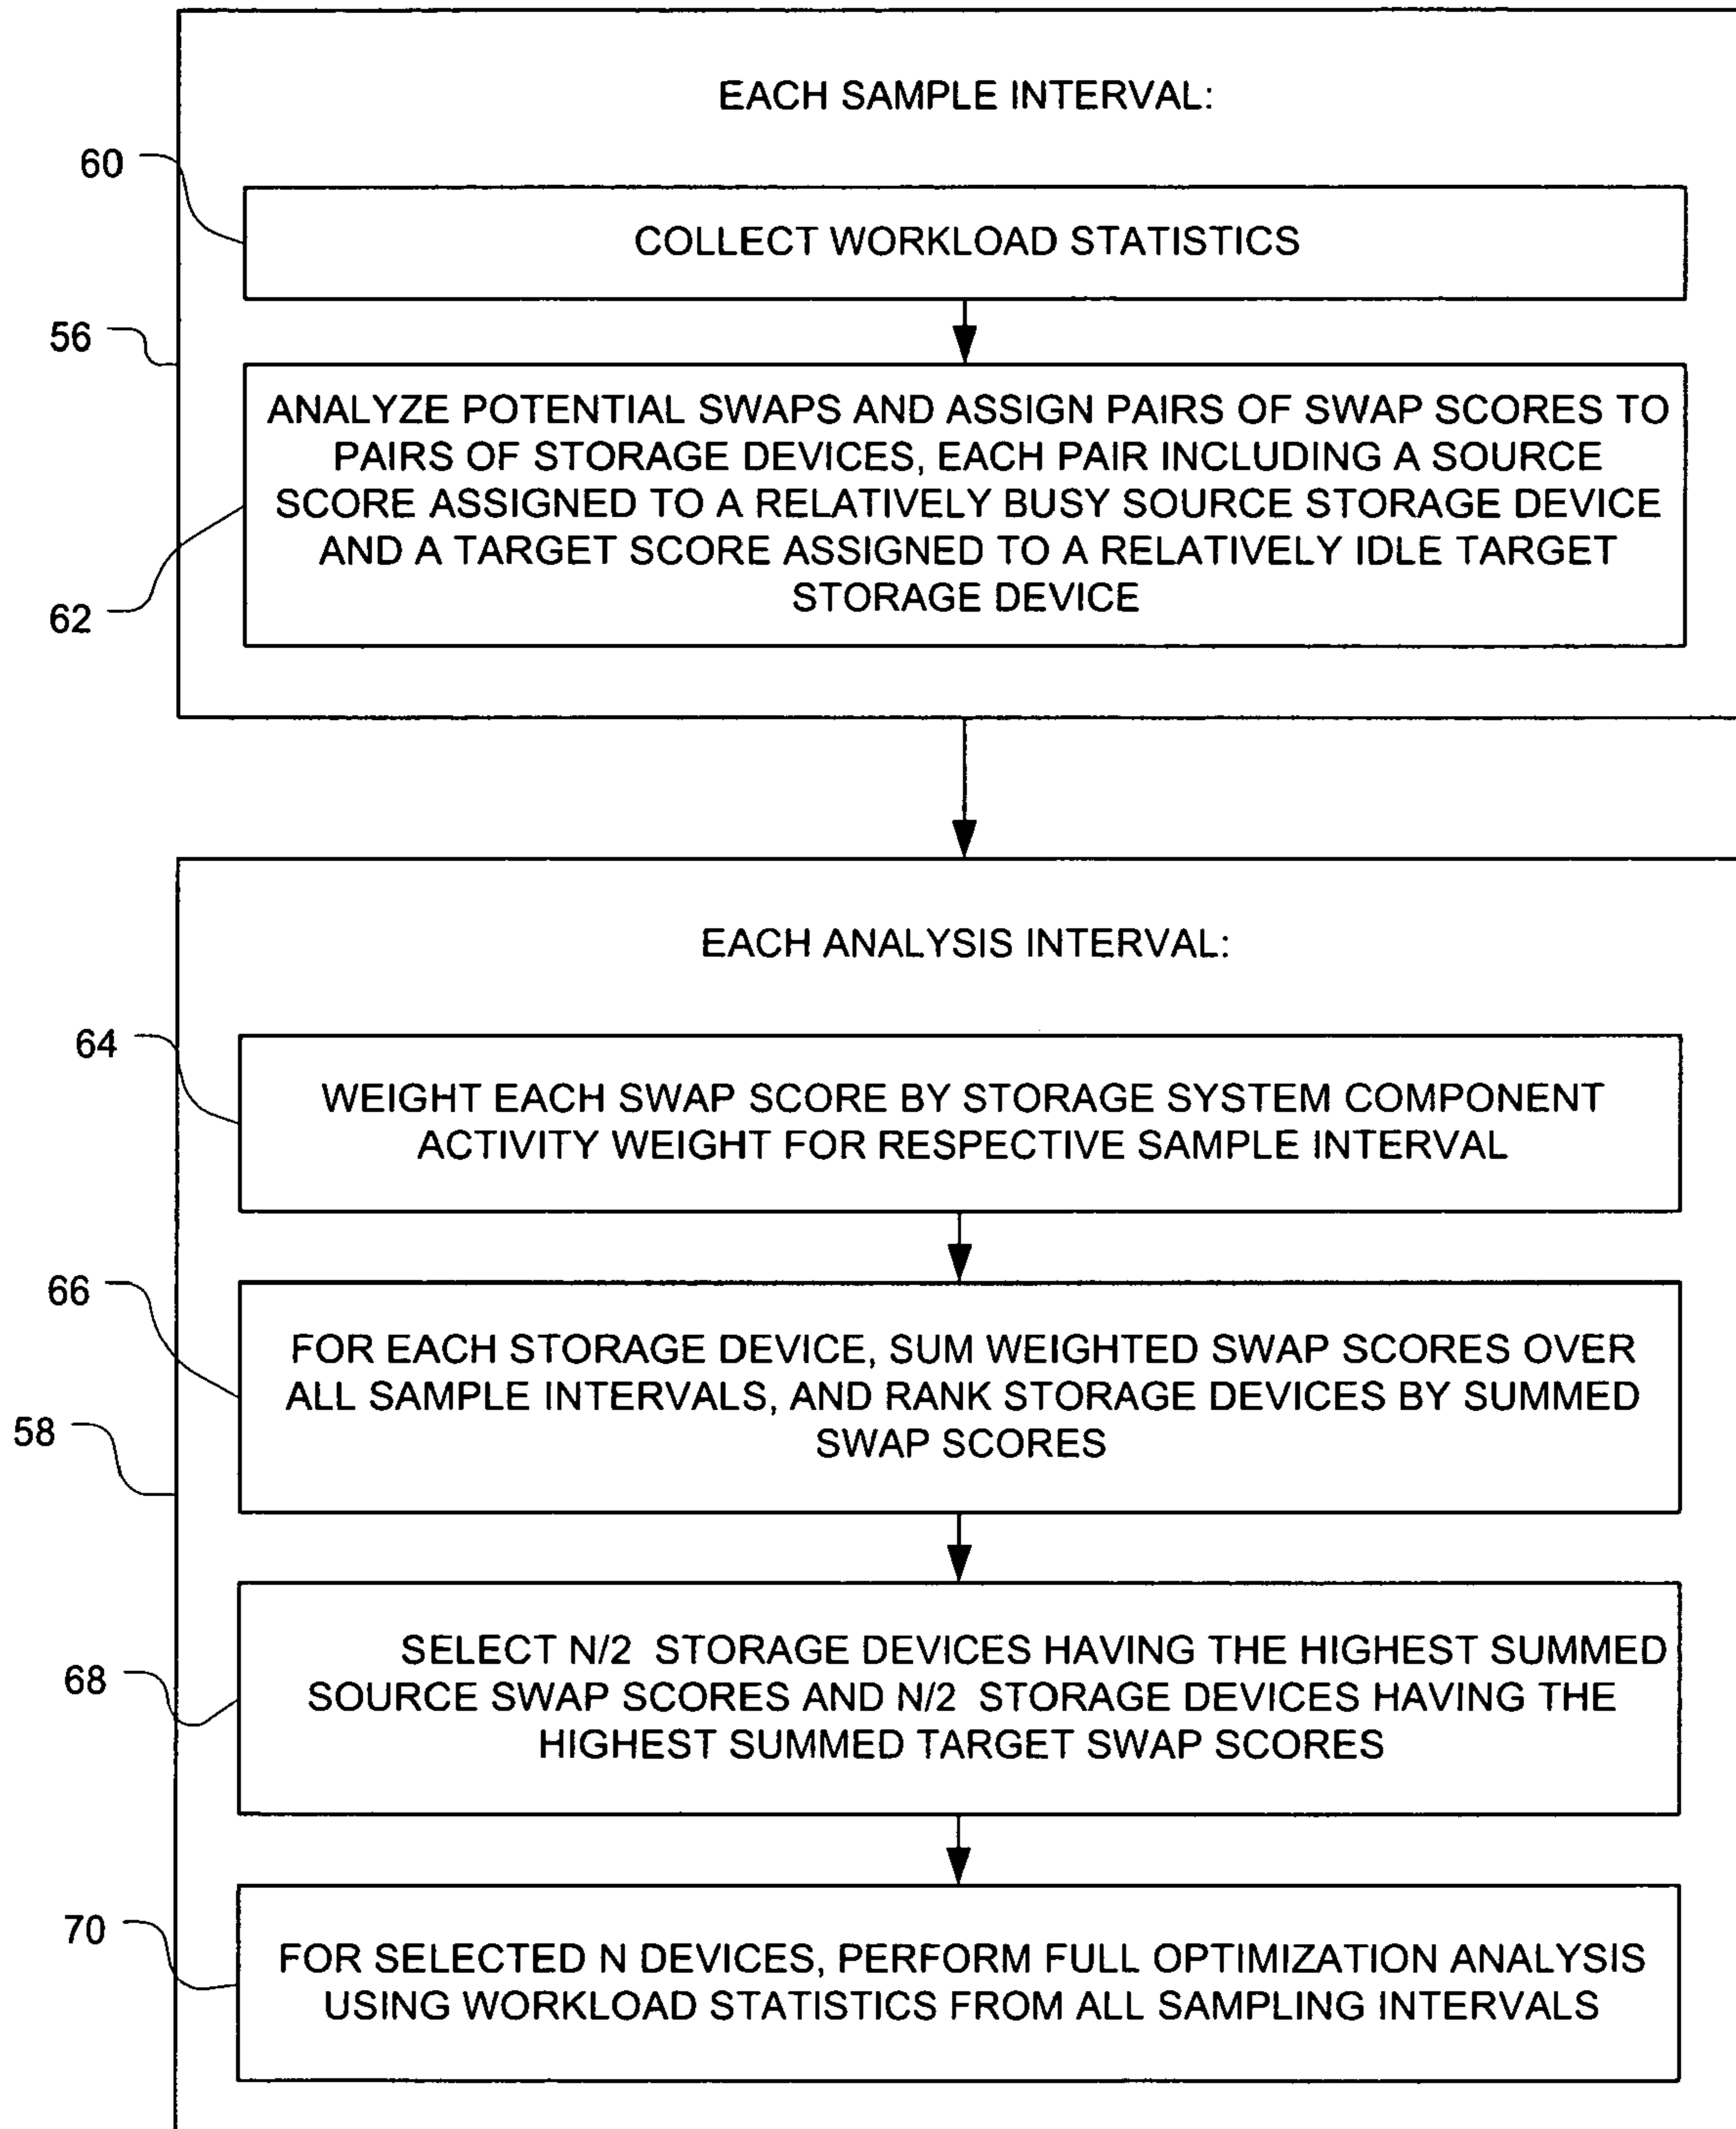 EACH SAMPLE INTERVAL:
60
COLLECT WORKLOAD STATISTICS
56
ANALYZE POTENTIAL SWAPS AND ASSIGN PAIRS OF SWAP SCORES TO
PAIRS OF STORAGE DEVICES, EACH PAIR INCLUDING A SOURCE
SCORE ASSIGNED TO A RELATIVELY BUSY SOURCE STORAGE DEVICE
AND A TARGET SCORE ASSIGNED TO A RELATIVELY IDLE TARGET
STORAGE DEVICE
62
EACH ANALYSIS INTERVAL:
64
WEIGHT EACH SWAP SCORE BY STORAGE SYSTEM COMPONENT
ACTIVITY WEIGHT FOR RESPECTIVE SAMPLE INTERVAL
66
FOR EACH STORAGE DEVICE, SUM WEIGHTED SWAP SCORES OVER
ALL SAMPLE INTERVALS, AND RANK STORAGE DEVICES BY SUMMED
SWAP SCORES
58
SELECT N/2 STORAGE DEVICES HAVING THE HIGHEST SUMMED
SOURCE SWAP SCORES AND N/2 STORAGE DEVICES HAVING THE
HIGHEST SUMMED TARGET SWAP SCORES
68
70
FOR SELECTED N DEVICES, PERFORM FULL OPTIMIZATION ANALYSIS
USING WORKLOAD STATISTICS FROM ALL SAMPLING INTERVALS